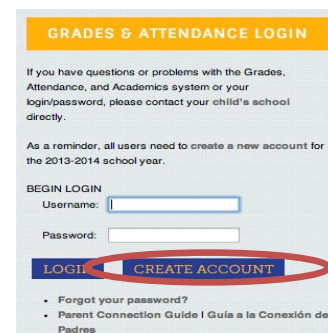 GRADES & ATTENDANCE LOGIN
If you have questions or problems with the Grades,
Attendance, and Academics system or your
login/password, please contact your child's school
directly.
As a reminder, all users need to create a new account for
the 2013-2014 school year.
BEGIN LOGIN
Username:
Password:
LOGIN
CREATE ACCOUNT
• Forgot your password?
• Parent Connection Guide | Guía a la Conexión de
Padres